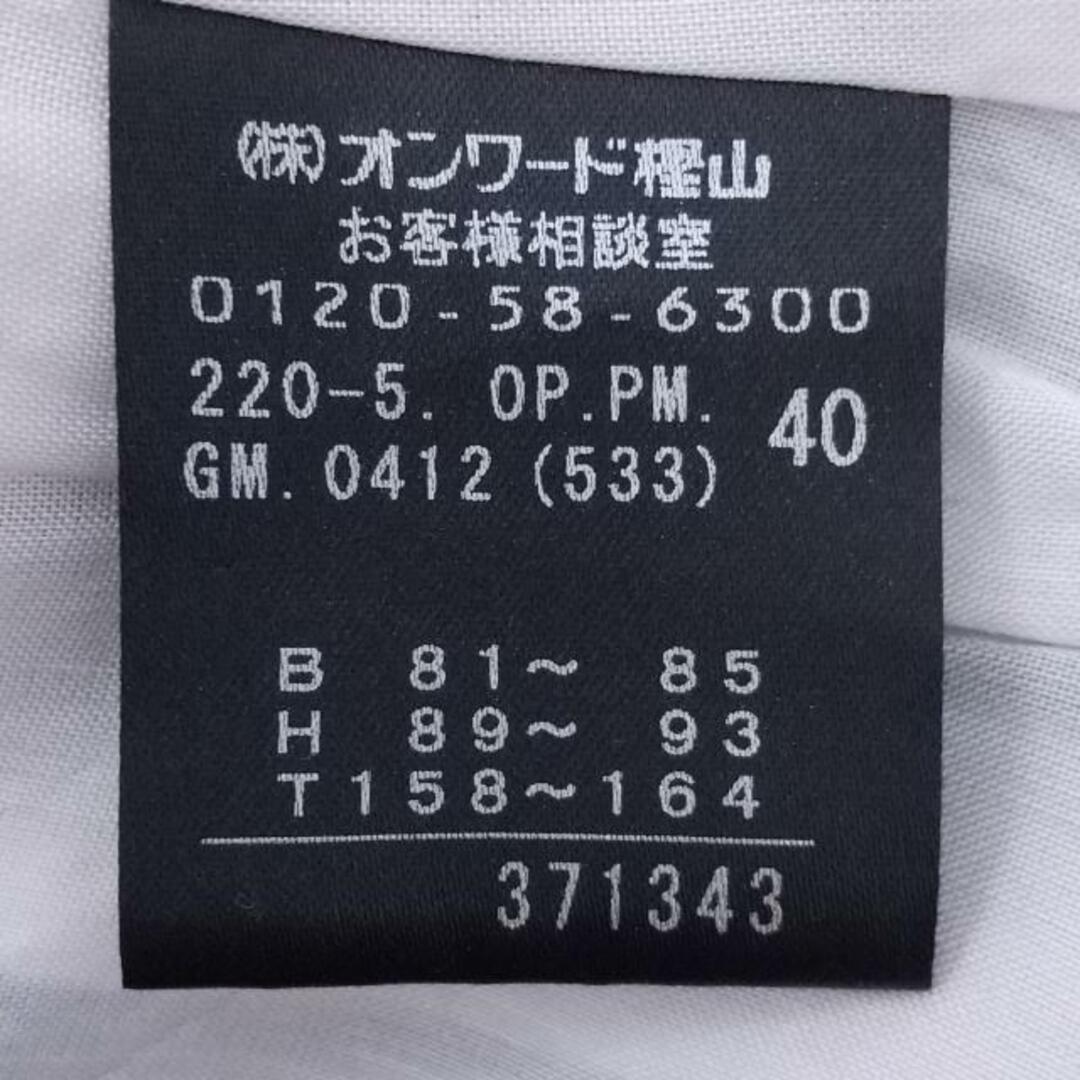 (株)オンワード樫山
お客様相談室
0120-58-6300
220-5. OP.PM. 40
GM.0412 (533)
B 81～ 85
H 89～ 93
T158～164
371343